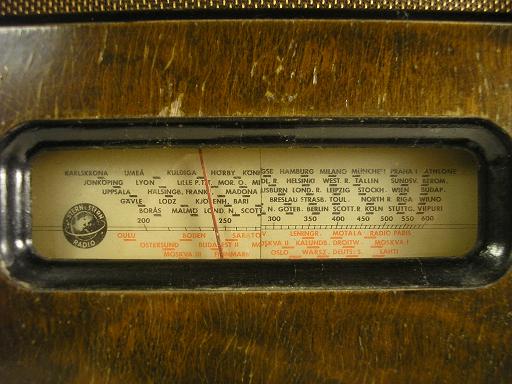 KARLSKRONA UMEÅ KULDIGA HÖRBY KÖNIGSB. HAMBURG MILANO MÜNCHEN PRAHA I ATHLONE
JÖNKÖPING LYON LILLE P.T.T. MOR. O. HELSINKI WEST. R. TALLIN SUNDSV. BEROM.
UPPSALA HÄLSINGB. FRANKF. MADONA LOND. R. LEIPZIG STOCKH. WIEN BUDAP.
GÄVLE LODZ KJÖBENH. BARI BRESLAU STRASB. TOUL. NORTH R. RIGA WILNO
BORÅS MALMÖ LOND. N. SCOTT. N. GÖTEB. BERLIN SCOTT. R. KÖLN STUTTG. VIIPURI
200 250 300 350 400 450 500 550 600
STERN & STERN
RADIO
OULU BODEN SARATOV LENINGR. MOTALA RADIO PARIS
ÖSTERSUND BUDAPEST II MOSKVA II KALUNDB. DROITW. MOSKVA I
MOSKVA III FINNMARK OSLO WARSZ. DEUTS. S. LAHTI